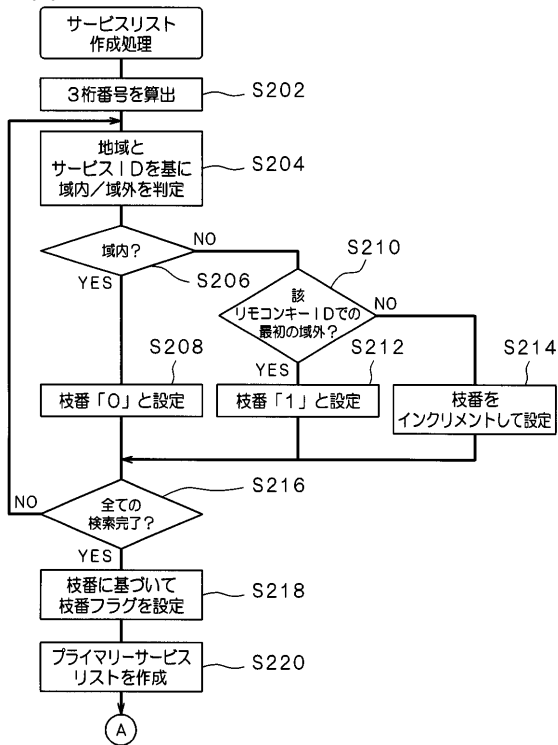 サービスリスト
作成処理
3桁番号を算出
S202
地域と
サービスIDを基に
域内/域外を判定
S204
域内?
NO
YES
S206
S210
該
リモコンキーIDでの
最初の域外?
NO
YES
S208
枝番「0」と設定
S212
枝番「1」と設定
S214
枝番を
インクリメントして設定
S216
全ての
検索完了?
NO
YES
枝番に基づいて
枝番フラグを設定
S218
プライマリーサービス
リストを作成
S220
A